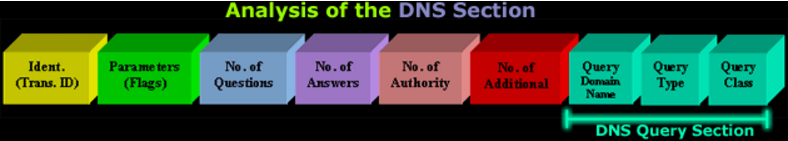 Analysis of the DNS Section
Ident. (Trans. ID)
Parameters (Flags)
No. of Questions
No. of Answers
No. of Authority
No. of Additional
Query Domain Name
Query Type
Query Class
DNS Query Section